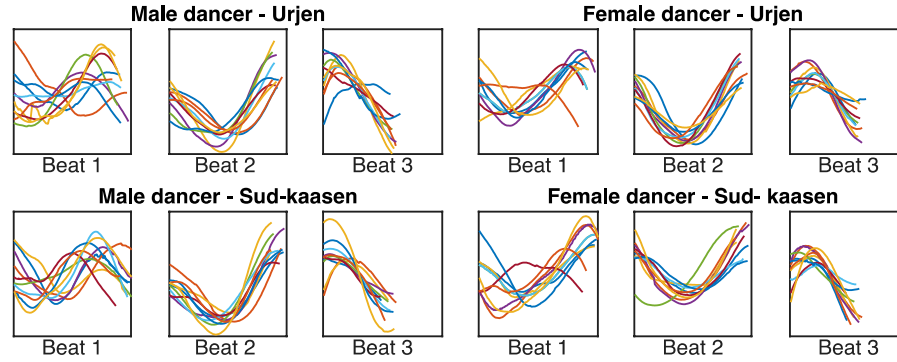 Male dancer - Urjen
Female dancer - Urjen
Beat 1
Beat 2
Beat 3
Beat 1
Beat 2
Beat 3
Male dancer - Sud-kaasen
Female dancer - Sud- kaasen
Beat 1
Beat 2
Beat 3
Beat 1
Beat 2
Beat 3